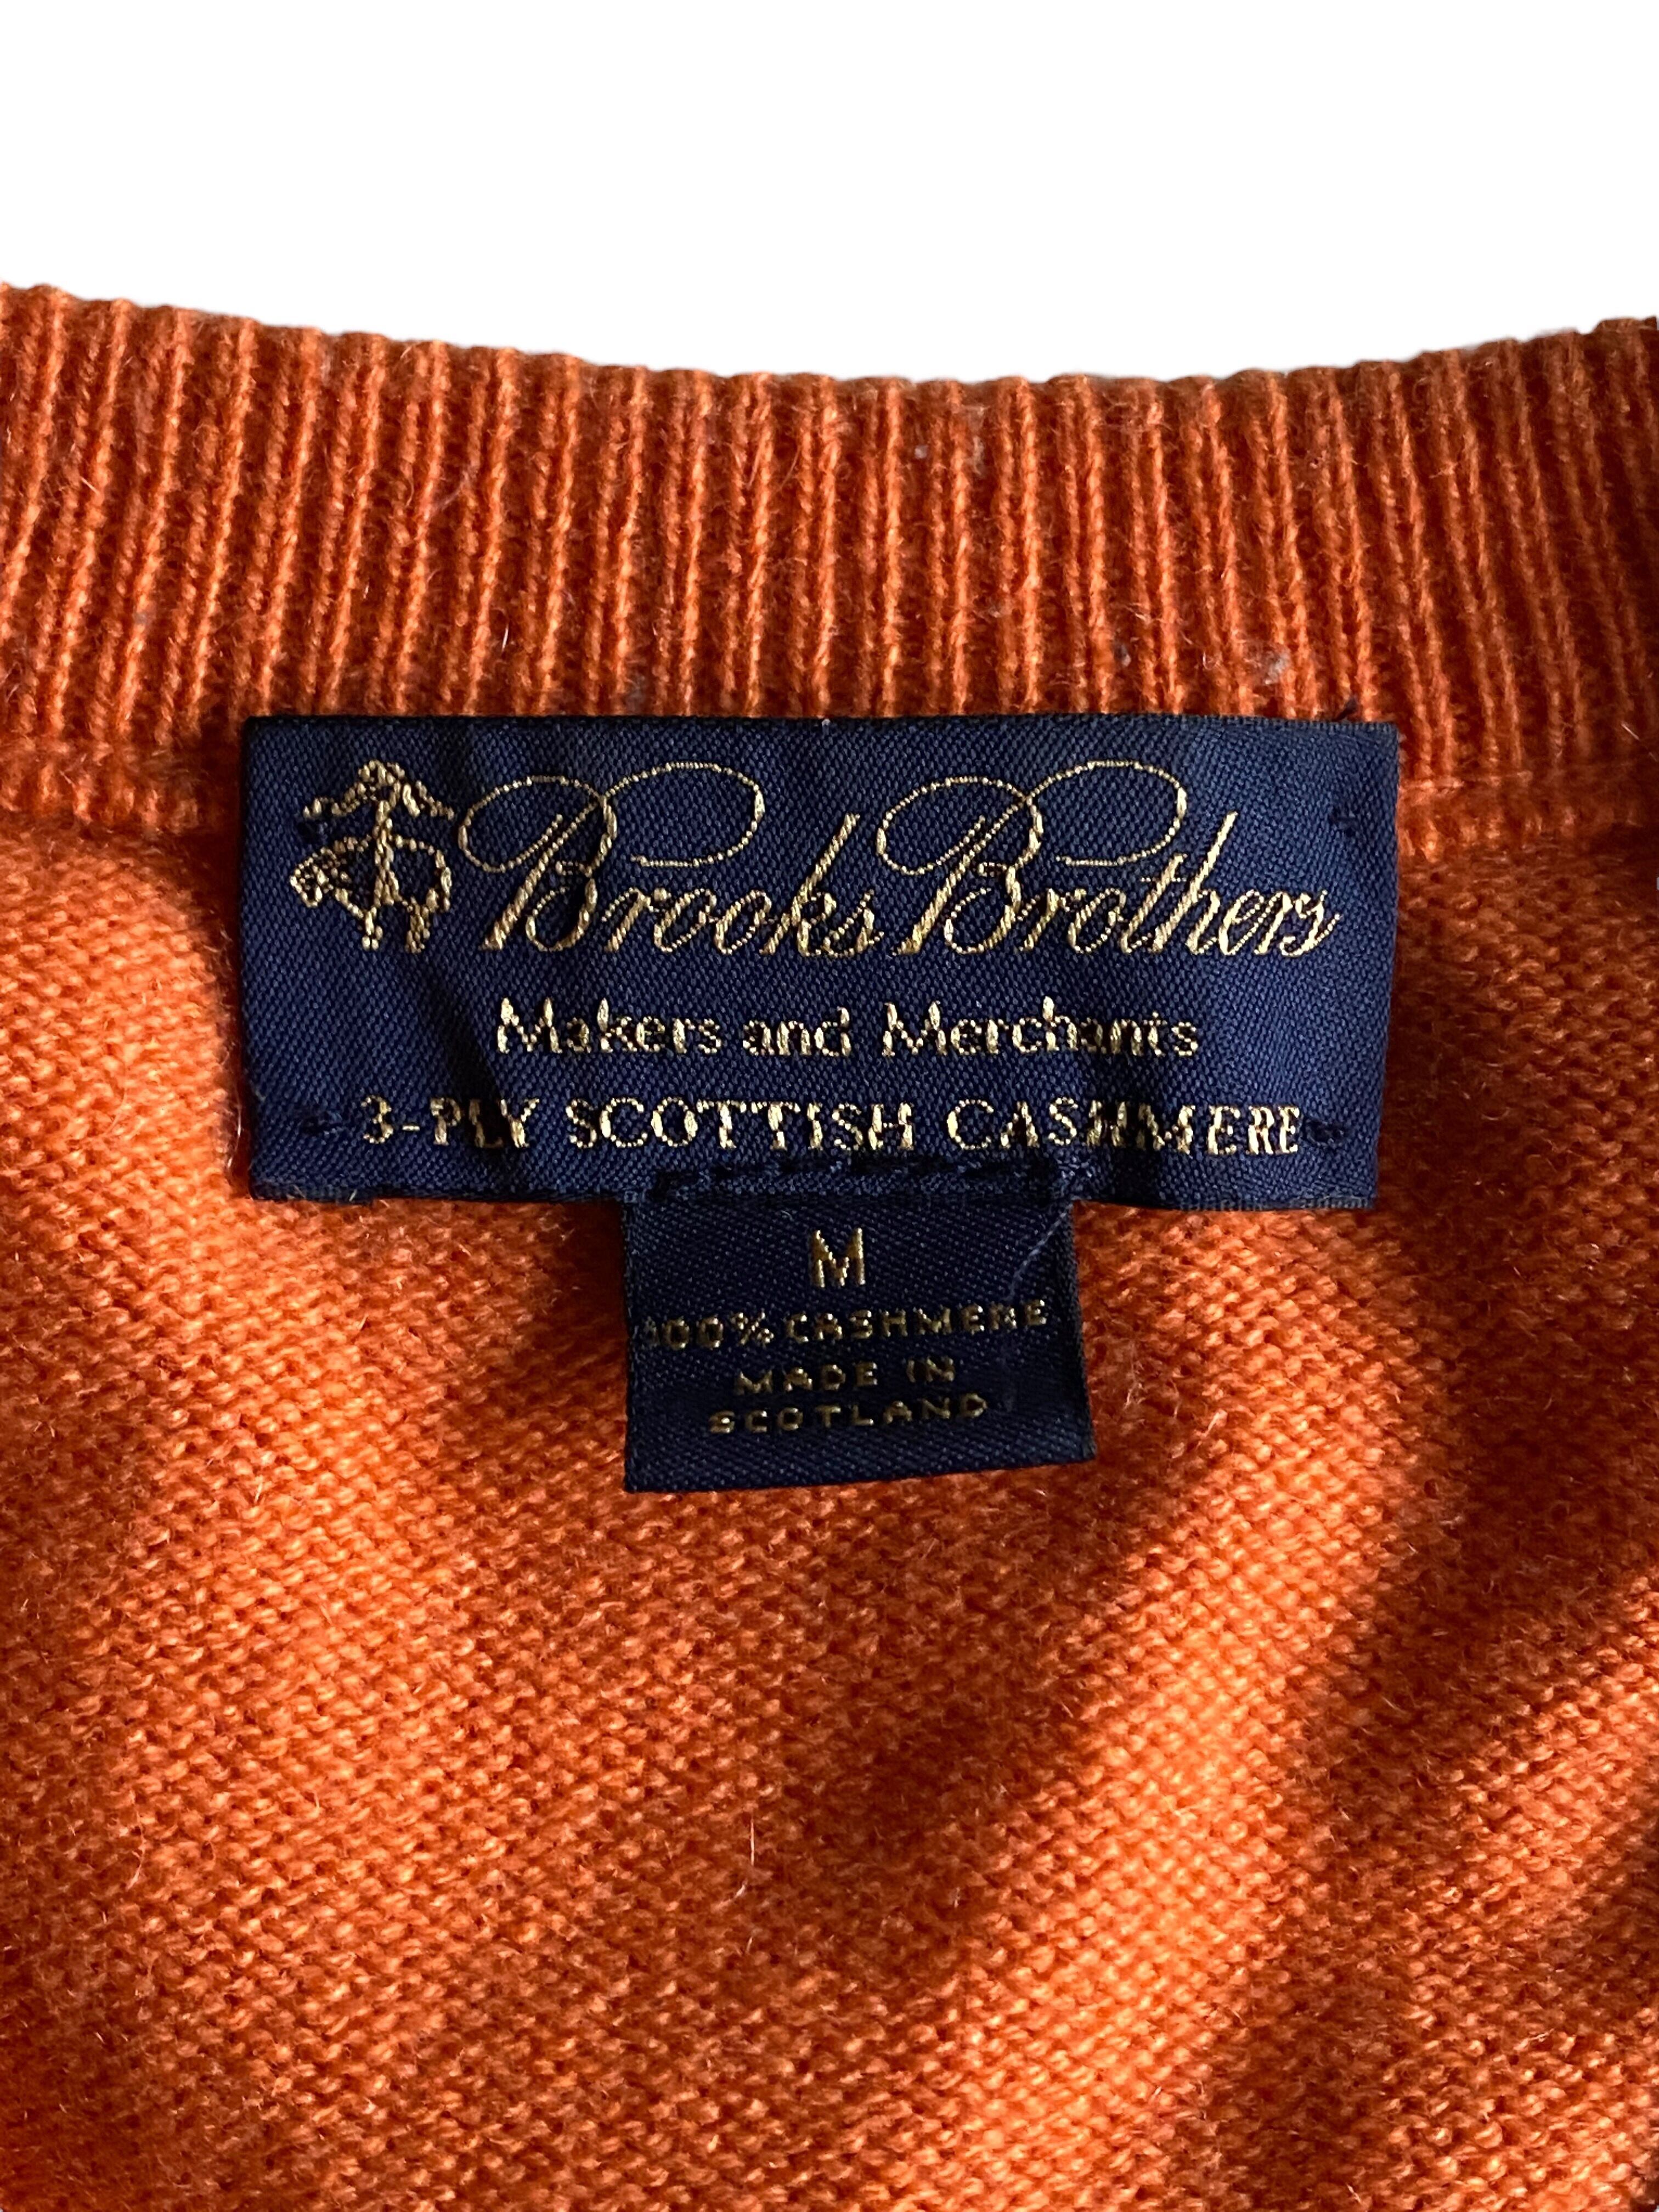 Brooks Brothers
Makers and Merchants
3-PLY SCOTTISH CASHMERE
M
100% CASHMERE
MADE IN
SCOTLAND